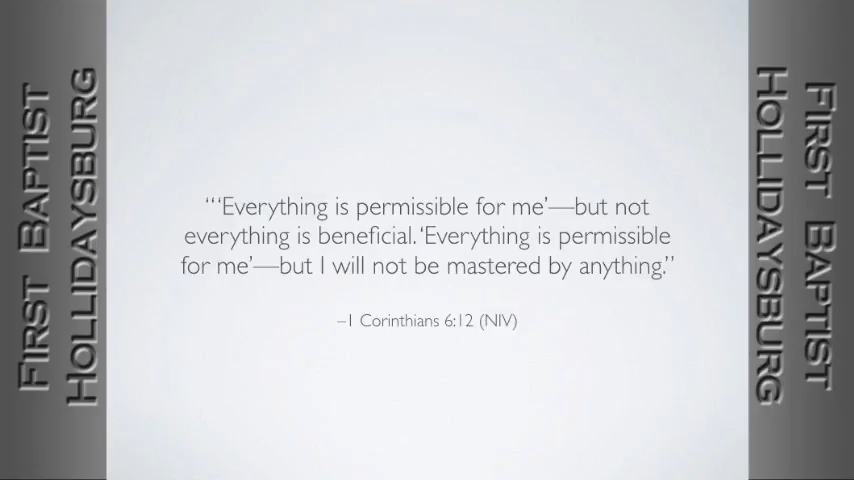 First Baptist
Hollidaysburg
“‘Everything is permissible for me’—but not
everything is beneficial. ‘Everything is permissible
for me’—but I will not be mastered by anything.”
–1 Corinthians 6:12 (NIV)
First Baptist
Hollidaysburg